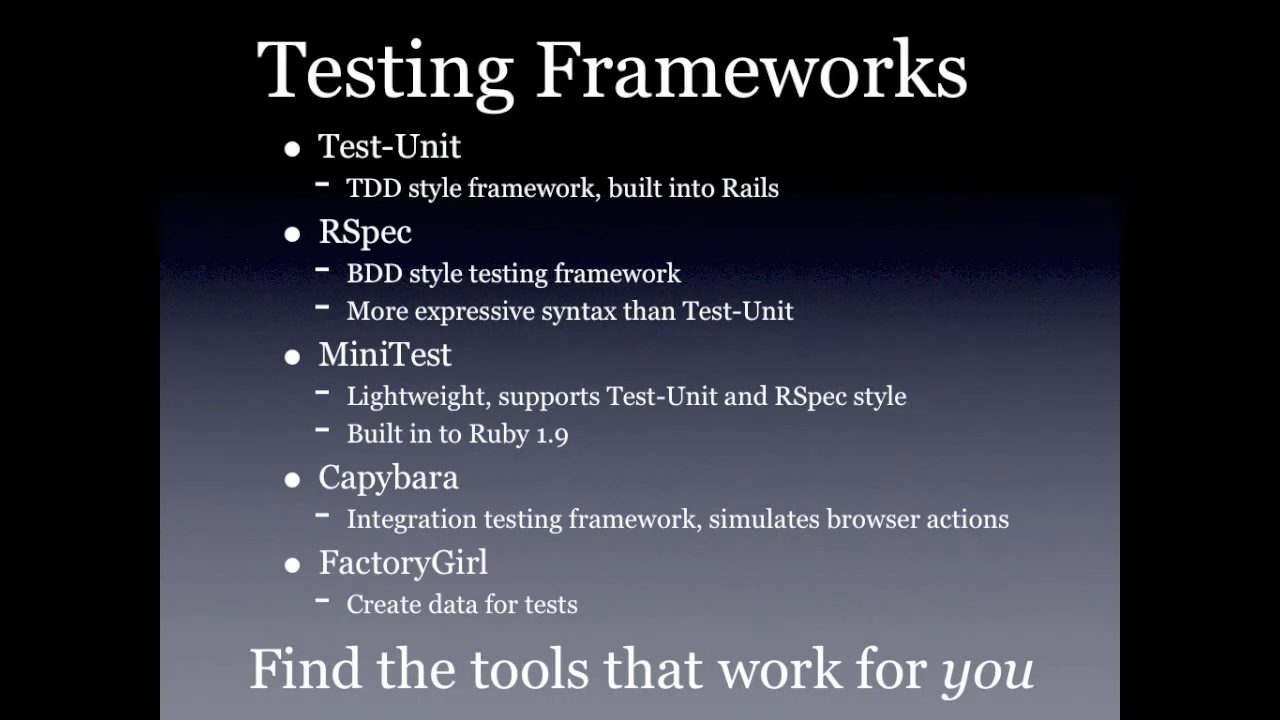 Testing Frameworks
● Test-Unit
– TDD style framework, built into Rails
● RSpec
– BDD style testing framework
– More expressive syntax than Test-Unit
● MiniTest
– Lightweight, supports Test-Unit and RSpec style
– Built in to Ruby 1.9
● Capybara
– Integration testing framework, simulates browser actions
● FactoryGirl
– Create data for tests
Find the tools that work for you